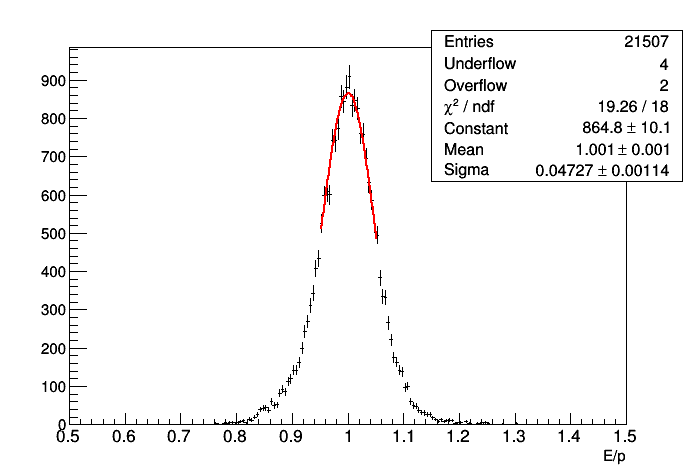 Entries 21507
Underflow 4
Overflow 2
χ² / ndf 19.26 / 18
Constant 864.8 ± 10.1
Mean 1.001 ± 0.001
Sigma 0.04727 ± 0.00114
900
800
700
600
500
400
300
200
100
0
0.5 0.6 0.7 0.8 0.9 1 1.1 1.2 1.3 1.4 1.5
E/p